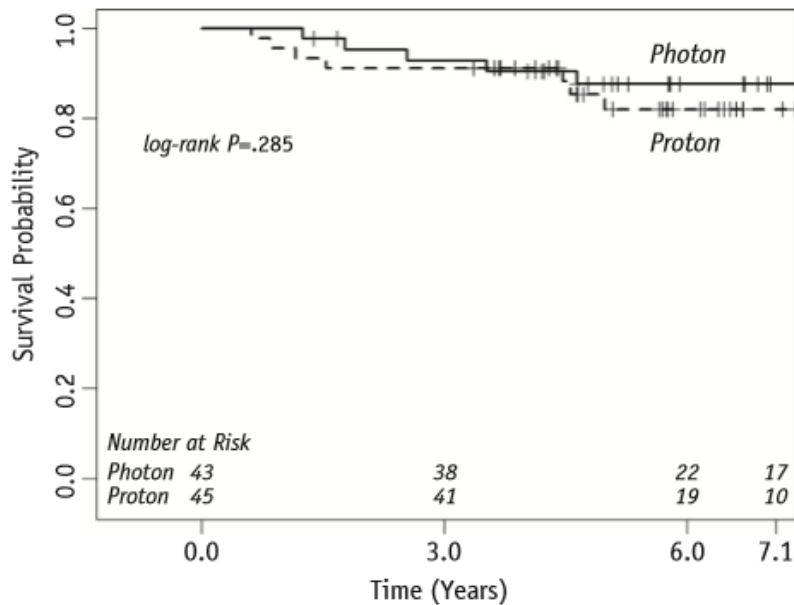 1.0
0.8
0.6
0.4
0.2
0.0
Survival Probability
Photon
Proton
log-rank P=.285
Number at Risk
Photon 43 38 22 17
Proton 45 41 19 10
0.0 3.0 6.0 7.1
Time (Years)